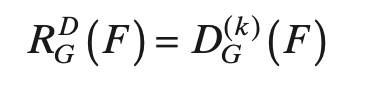 $R_G^D(F) = D_G^{(k)}(F)$